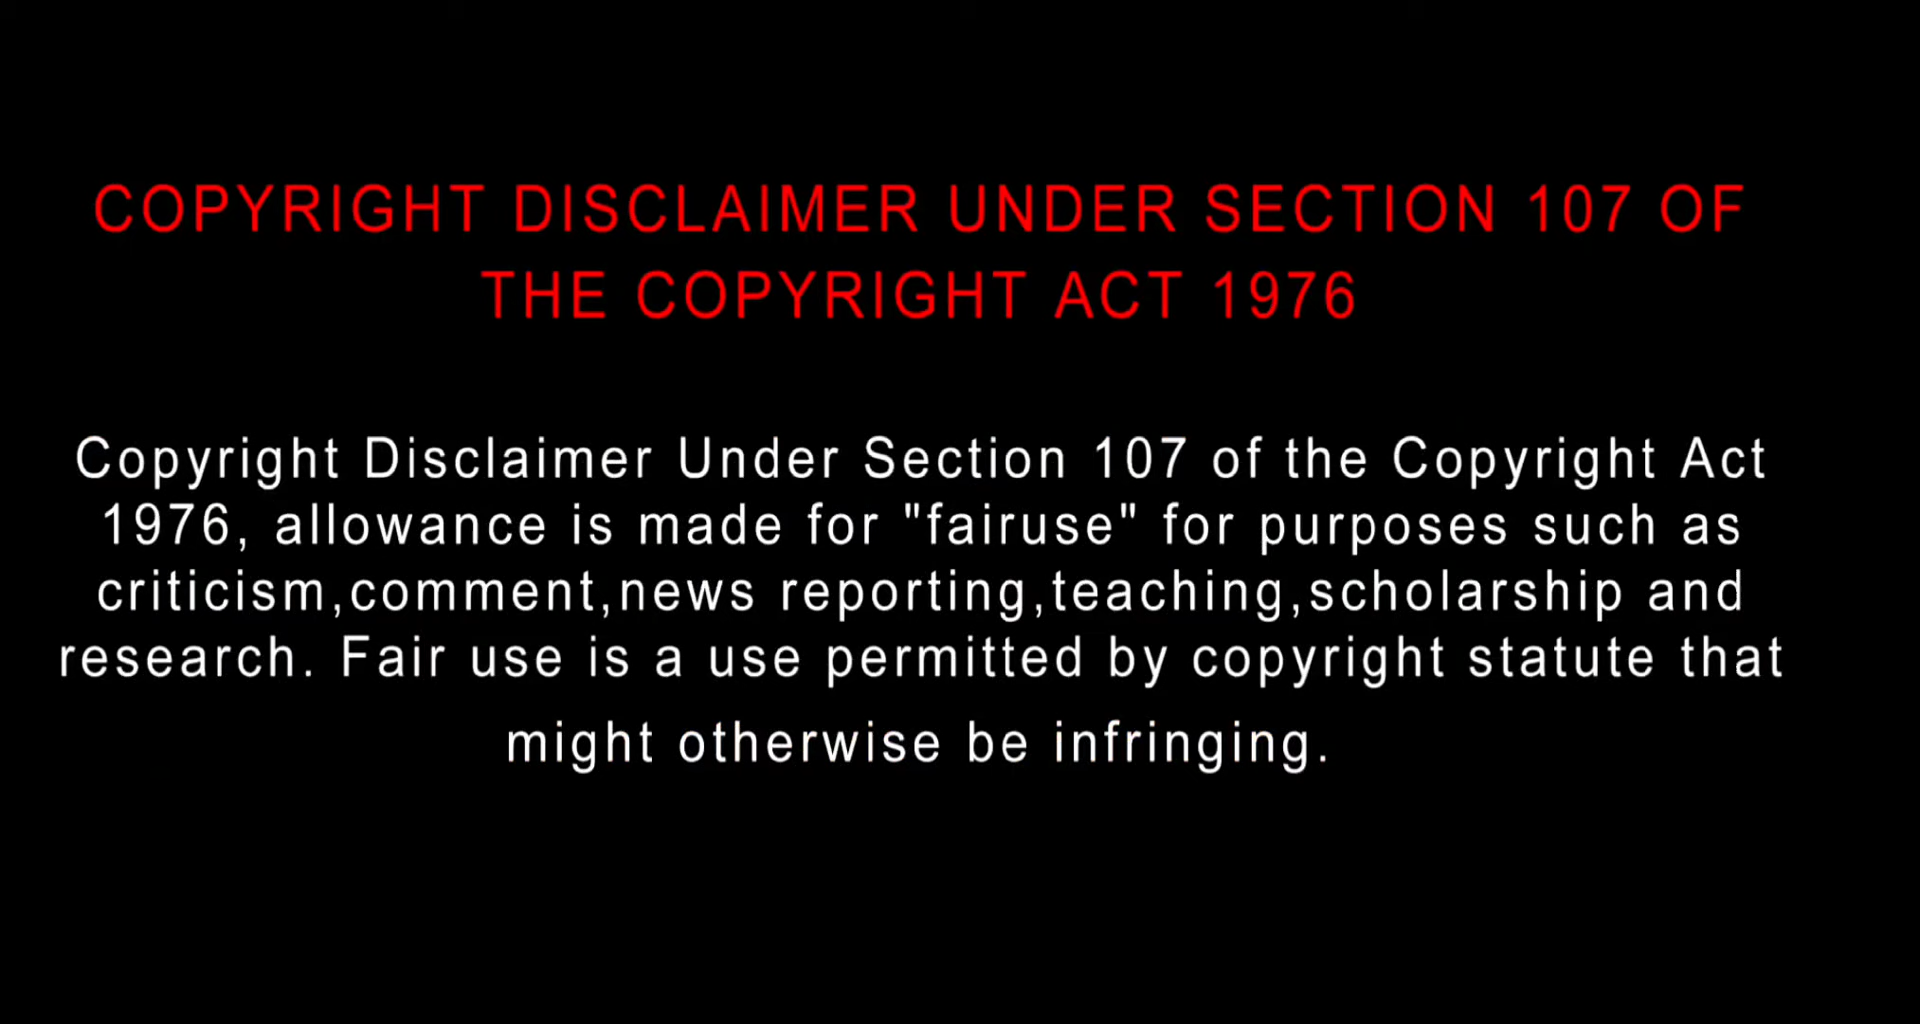 COPYRIGHT DISCLAIMER UNDER SECTION 107 OF
THE COPYRIGHT ACT 1976
Copyright Disclaimer Under Section 107 of the Copyright Act
1976, allowance is made for "fairuse" for purposes such as
criticism,comment,news reporting,teaching,scholarship and
research. Fair use is a use permitted by copyright statute that
might otherwise be infringing.